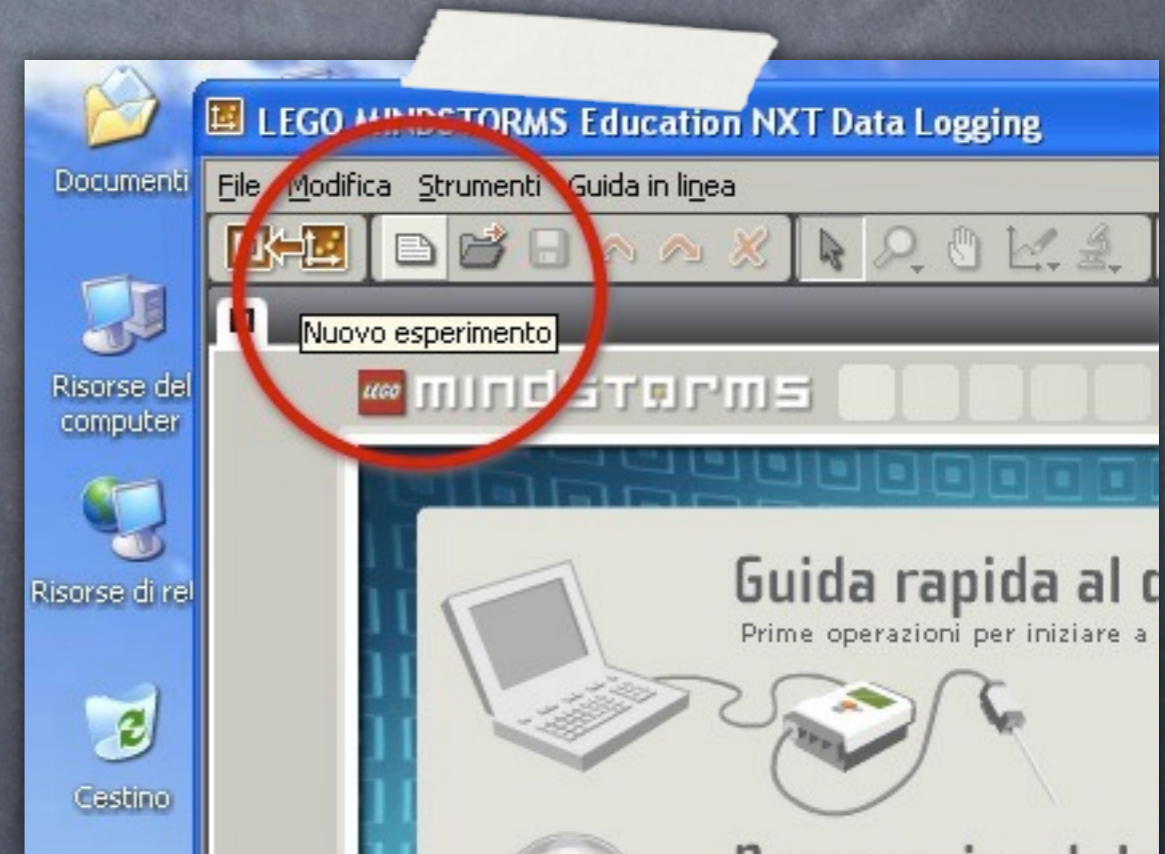 Documenti
Risorse del
computer
Risorse di re
Cestino
LEGO MINDSTORMS Education NXT Data Logging
File Modifica Strumenti Guida in linea
Nuovo esperimento
LEGO mindstorms
Guida rapida al
Prime operazioni per iniziare a